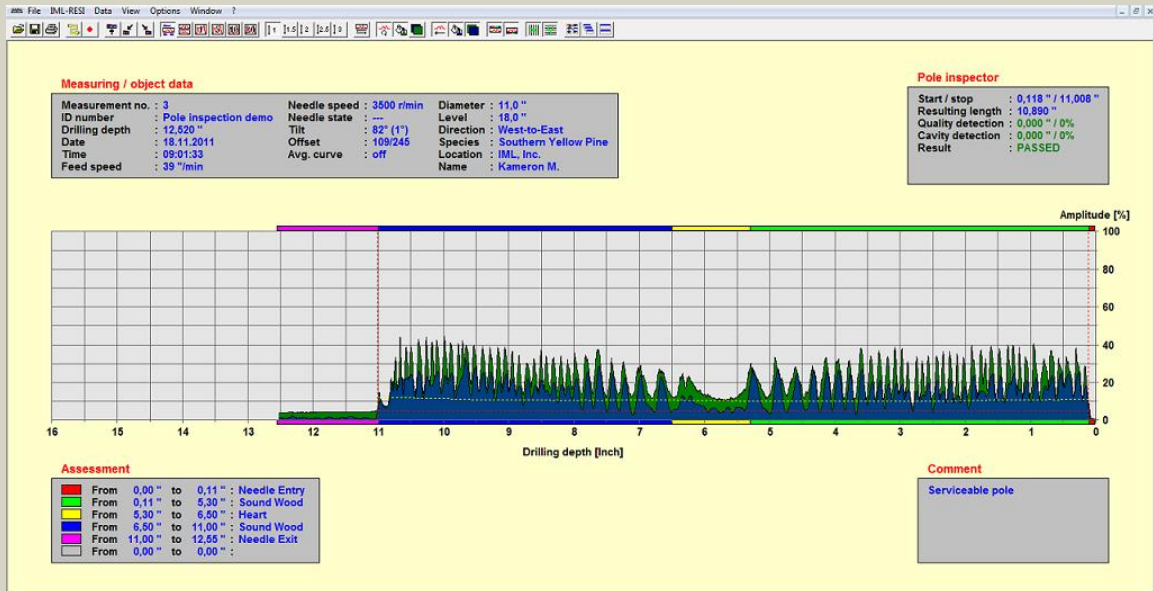 File IML-RESI Data View Options Window ?
1 1.5 2 2.5 3
Measuring / object data
Measurement no. : 3 Needle speed : 3500 r/min Diameter : 11,0 "
ID number : Pole inspection demo Needle state : --- Level : 18,0 "
Drilling depth : 12,520 " Tilt : 82° (1°) Direction : West-to-East
Date : 18.11.2011 Offset : 109/245 Species : Southern Yellow Pine
Time : 09:01:33 Avg. curve : off Location : IML, Inc.
Feed speed : 39 "/min Name : Kameron M.
Pole inspector
Start / stop : 0,118 " / 11,008 "
Resulting length : 10,890 "
Quality detection : 0,000 " / 0%
Cavity detection : 0,000 " / 0%
Result : PASSED
Amplitude [%]
100
80
60
40
20
0
16 15 14 13 12 11 10 9 8 7 6 5 4 3 2 1 0
Drilling depth [Inch]
Assessment
From 0,00 " to 0,11 " : Needle Entry
From 0,11 " to 5,30 " : Sound Wood
From 5,30 " to 6,50 " : Heart
From 6,50 " to 11,00 " : Sound Wood
From 11,00 " to 12,55 " : Needle Exit
From 0,00 " to 0,00 " :
Comment
Serviceable pole